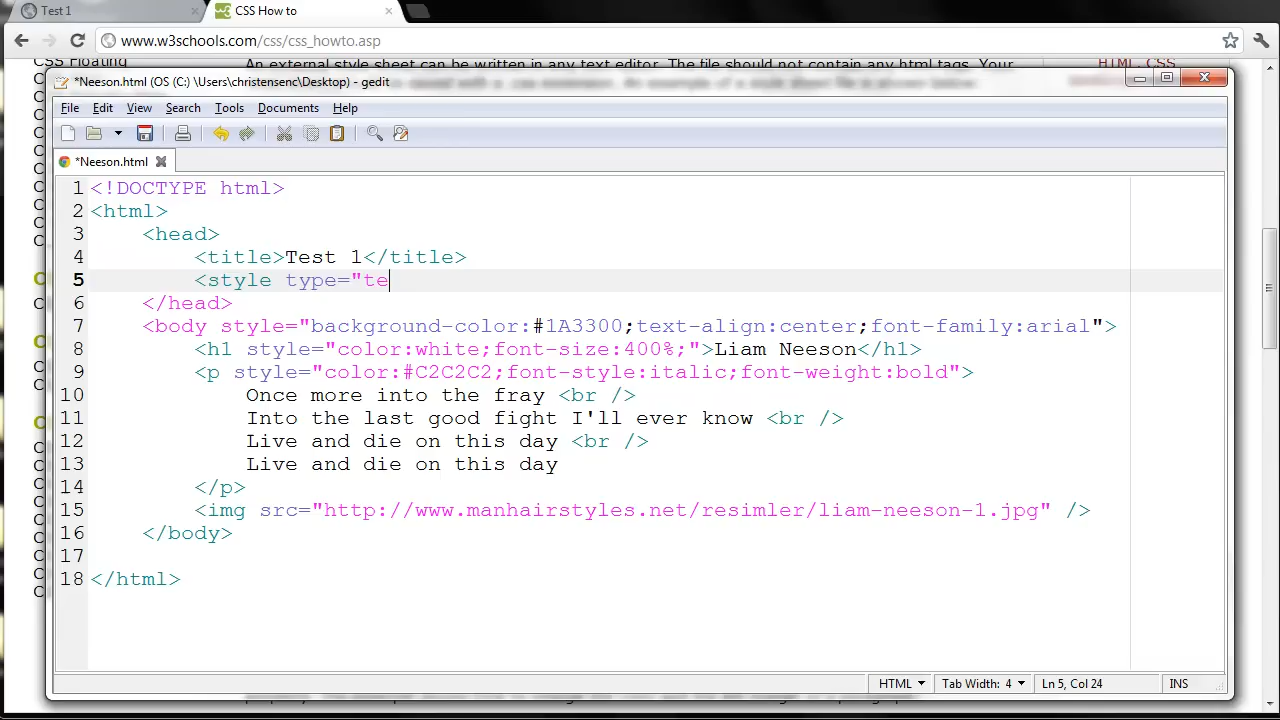 Test 1
CSS How to
www.w3schools.com/css/css_howto.asp
CSS Floating
An external style sheet can be written in any text editor. The file should not contain any html tags. Your
HTML, CSS
*Neeson.html (OS (C:) \Users\christensenc\Desktop) - gedit
File Edit View Search Tools Documents Help
*Neeson.html
1 <!DOCTYPE html>
2 <html>
3 <head>
4 <title>Test 1</title>
5 <style type="te
6 </head>
7 <body style="background-color:#1A3300;text-align:center;font-family:arial">
8 <h1 style="color:white;font-size:400%;">Liam Neeson</h1>
9 <p style="color:#C2C2C2;font-style:italic;font-weight:bold">
10 Once more into the fray <br />
11 Into the last good fight I'll ever know <br />
12 Live and die on this day <br />
13 Live and die on this day
14 </p>
15 <img src="http://www.manhairstyles.net/resimler/liam-neeson-1.jpg" />
16 </body>
17
18 </html>
HTML Tab Width: 4 Ln 5, Col 24 INS